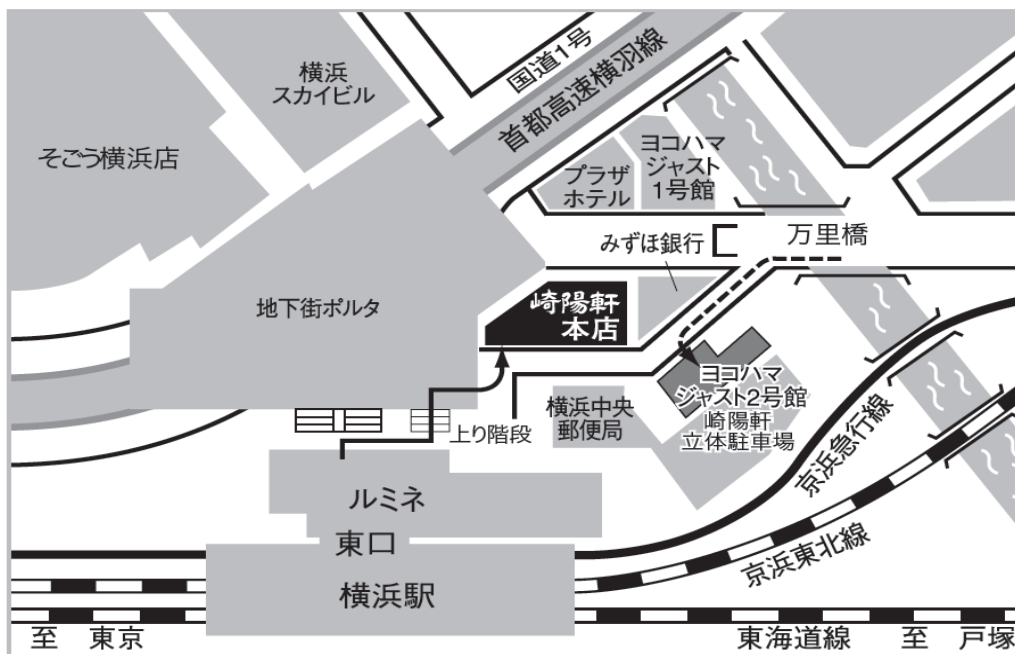 国道1号
首都高速横羽線
横浜
スカイビル
そごう横浜店
ヨコハマ
ジャスト
1号館
プラザ
ホテル
みずほ銀行
万里橋
地下街ポルタ
崎陽軒
本店
ヨコハマ
ジャスト2号館
崎陽軒
立体駐車場
横浜中央
郵便局
上り階段
京浜急行線
ルミネ
東口
京浜東北線
横浜駅
至 東京
東海道線 至 戸塚